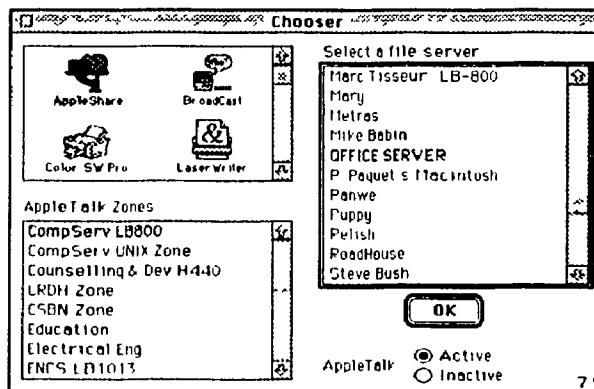 Chooser
AppleShare
BroadCast
Color SW Pro
LaserWriter
AppleTalk Zones
CompServ LB800
CompServ UNIX Zone
Counselling & Dev H440
LRDH Zone
CSBN Zone
Education
Electrical Eng
ENCS LB1013
Select a file server
Marc Tisseur LB-800
Mary
Metras
Mike Babin
OFFICE SERVER
P Paquet s Macintosh
Panwe
Puppy
Relish
RoadHouse
Steve Bush
OK
AppleTalk
Active
Inactive